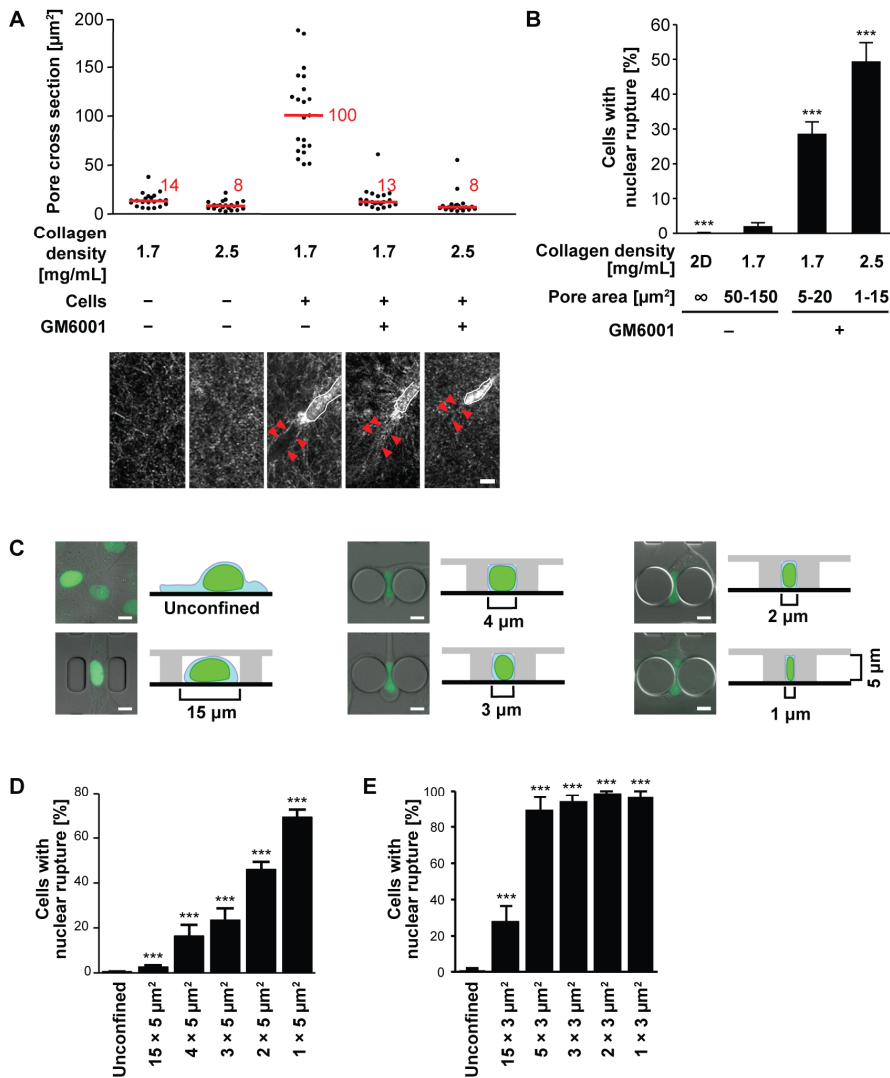 A
Pore cross section [µm²]
200
150
100
50
0
14
8
100
13
8
Collagen density [mg/mL]
1.7 2.5 1.7 1.7 2.5
Cells – – + + +
GM6001 – – – + +
B
Cells with
nuclear rupture [%]
60
50
40
30
20
10
0
***
***
***
Collagen density [mg/mL]
2D 1.7 1.7 2.5
Pore area [µm²] ∞ 50-150 5-20 1-15
GM6001 – +
C
Unconfined
4 µm
2 µm
15 µm
3 µm
1 µm
5 µm
D
Cells with
nuclear rupture [%]
80
60
40
20
0
***
***
***
***
***
Unconfined
15 × 5 µm²
4 × 5 µm²
3 × 5 µm²
2 × 5 µm²
1 × 5 µm²
E
Cells with
nuclear rupture [%]
100
80
60
40
20
0
***
***
***
***
***
Unconfined
15 × 3 µm²
5 × 3 µm²
3 × 3 µm²
2 × 3 µm²
1 × 3 µm²